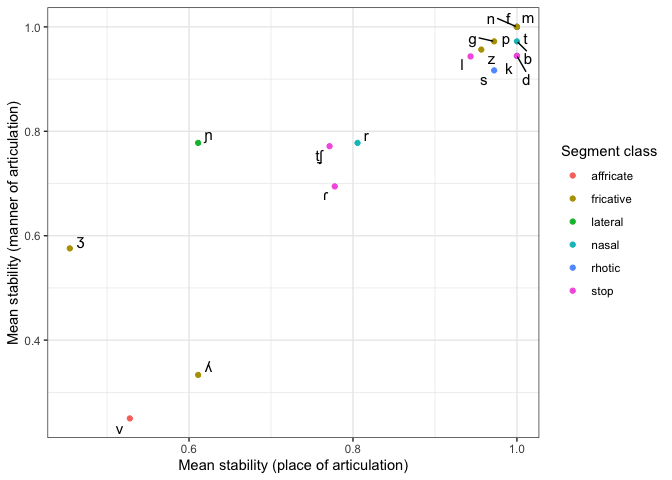 n f m
1.0
g p t
z b
l
s k d
Mean stability (manner of articulation)
0.8
ɲ
r
tʃ
ɾ
Segment class
affricate
fricative
lateral
nasal
rhotic
stop
0.6
ʒ
0.4
ʎ
v
0.6 0.8 1.0
Mean stability (place of articulation)